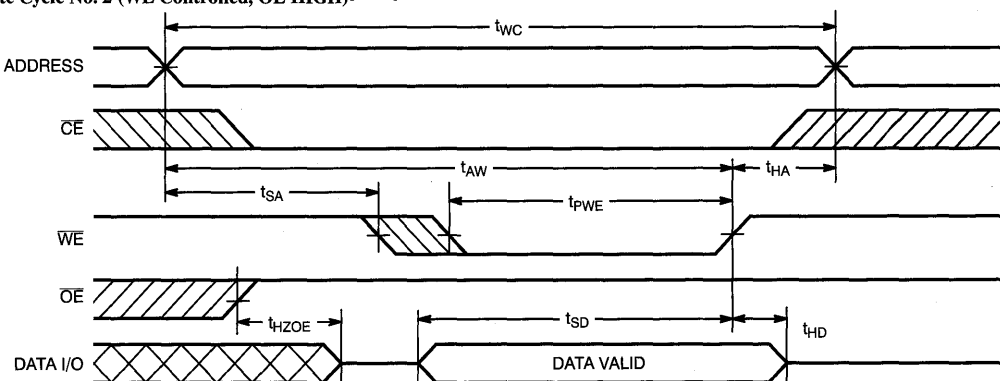 Cycle No. 2 (WE Controlled, OE HIGH)
tWC
ADDRESS
CE
tAW
tHA
tSA
tPWE
WE
OE
tHZOE
tSD
tHD
DATA I/O
DATA VALID